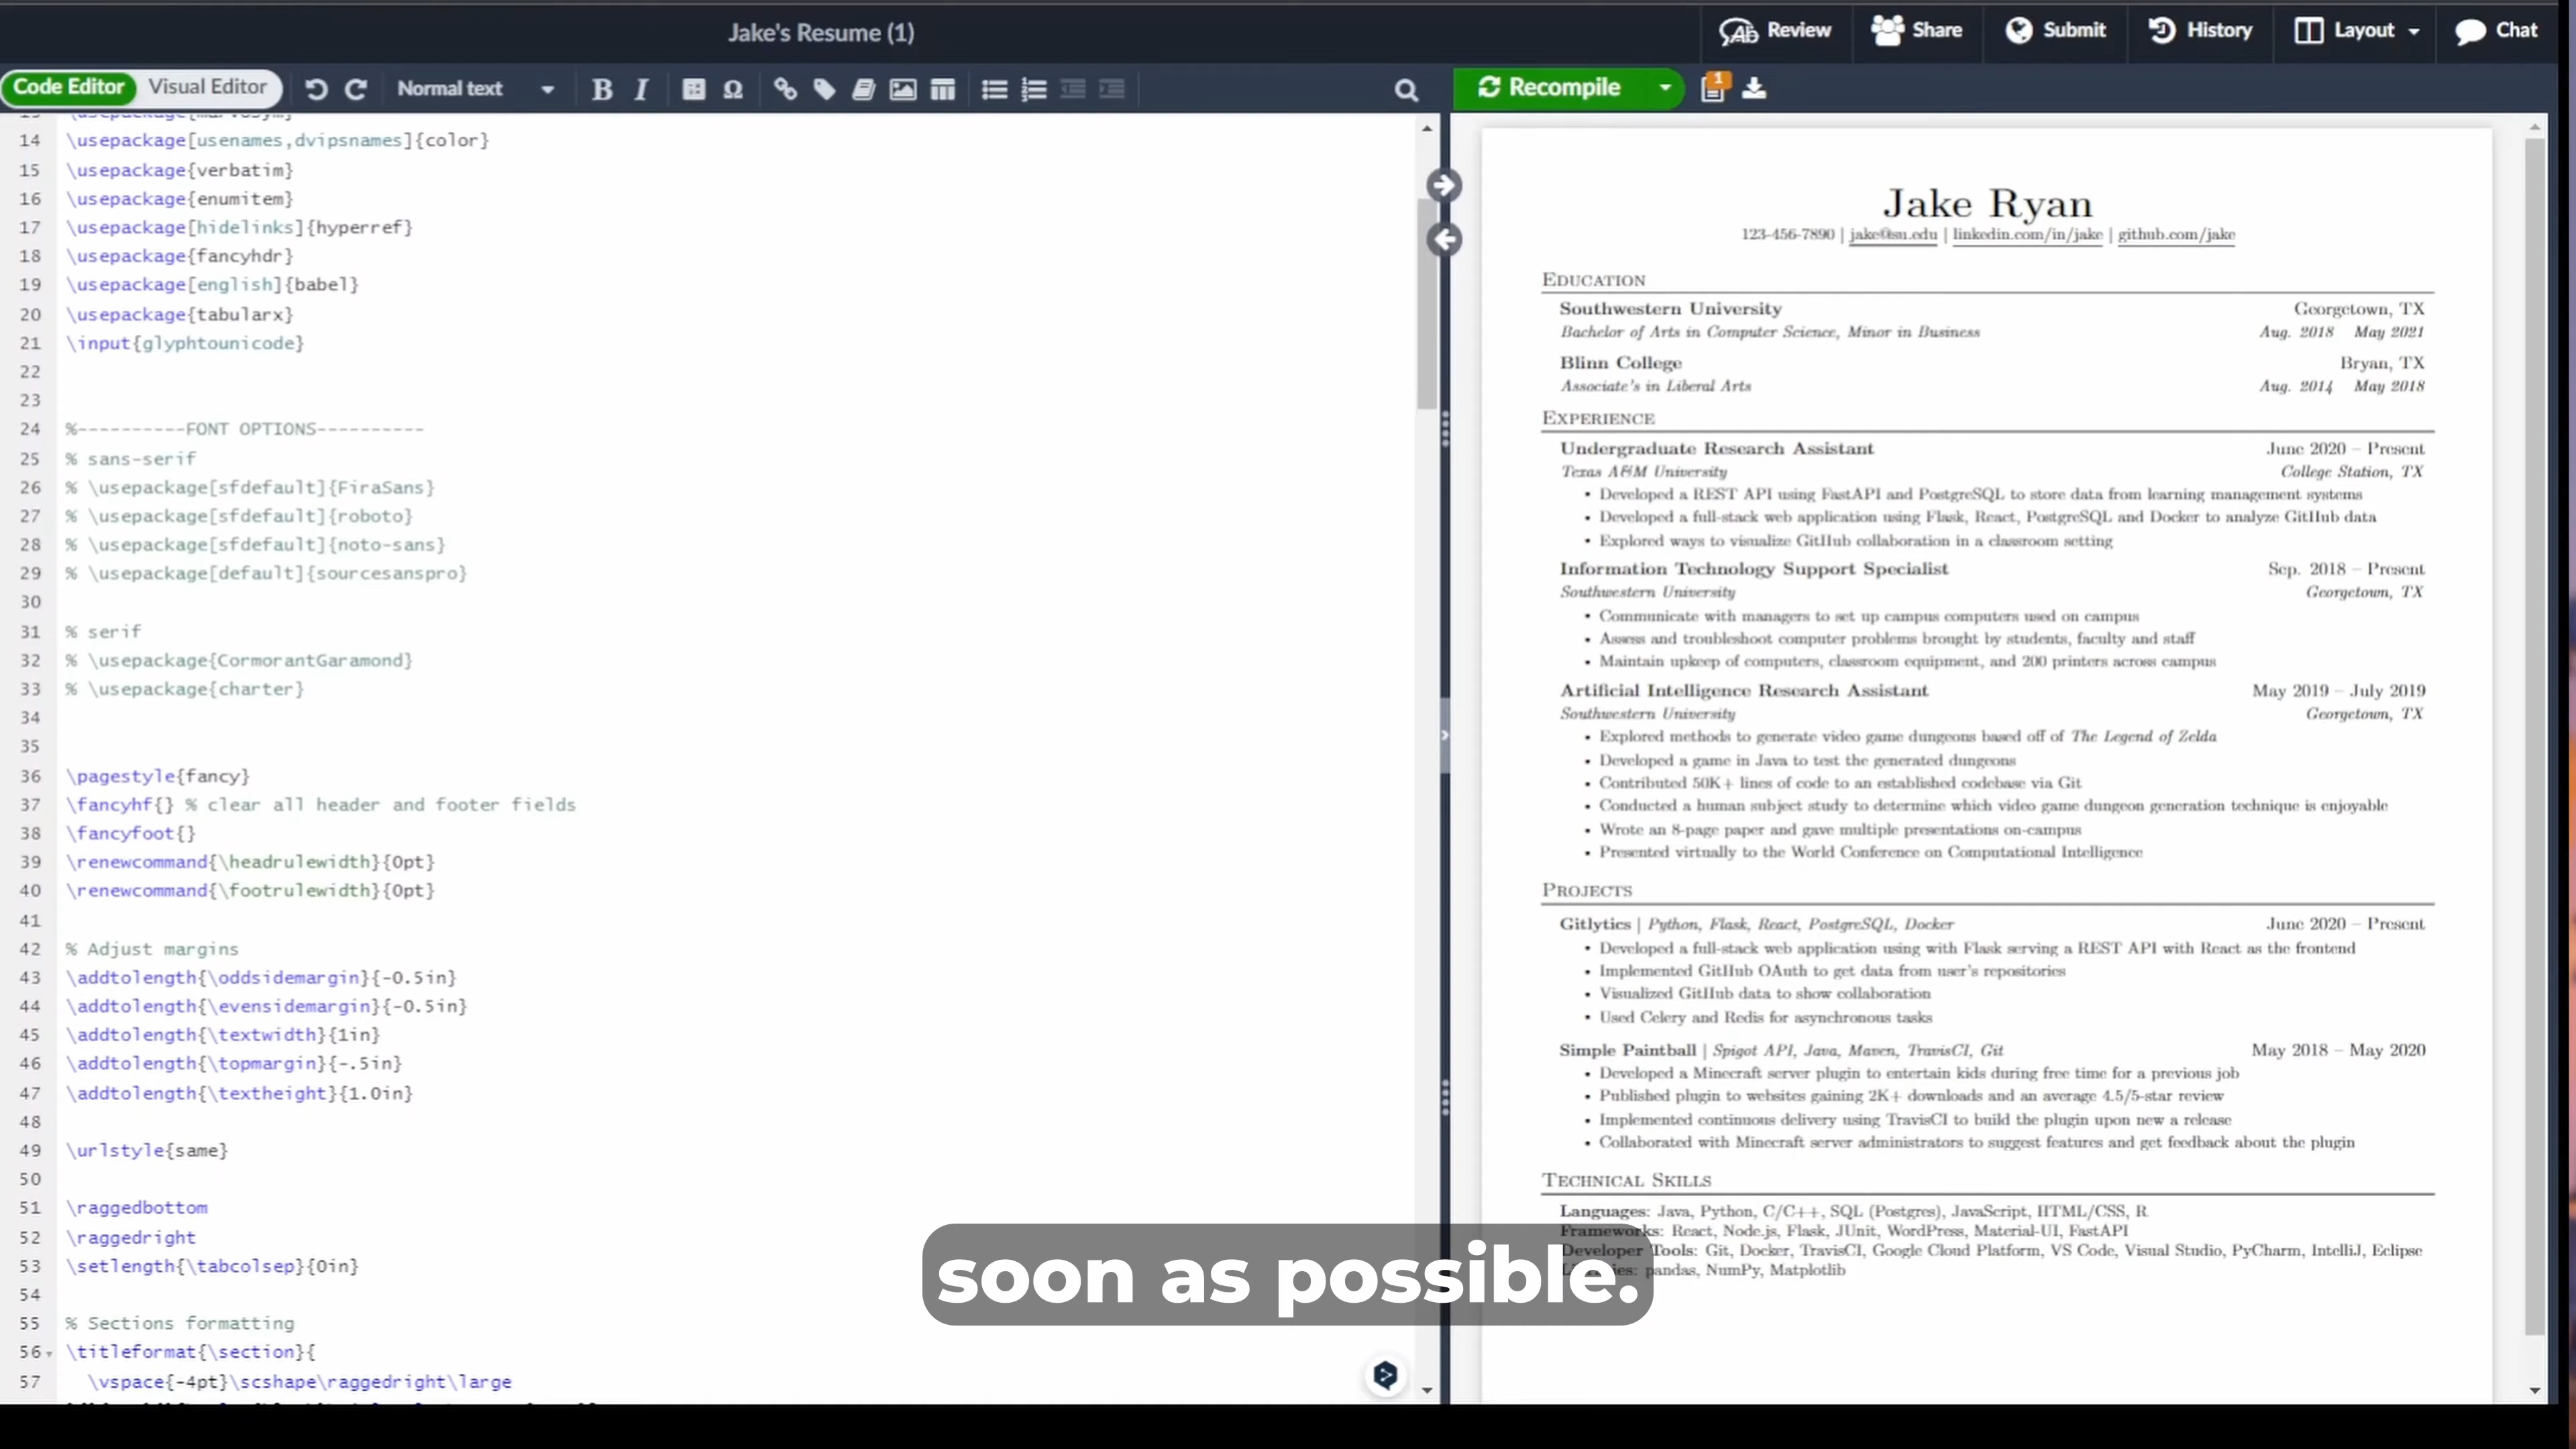 Jake's Resume (1)
Review
Share
Submit
History
Layout
Chat
Code Editor
Visual Editor
Normal text
B
I
Ω
Recompile
1
14 \usepackage[usenames,dvipsnames]{color}
15 \usepackage{verbatim}
16 \usepackage{enumitem}
17 \usepackage[hidelinks]{hyperref}
18 \usepackage{fancyhdr}
19 \usepackage[english]{babel}
20 \usepackage{tabularx}
21 \input{glyphtounicode}
22
23
24 %----------FONT OPTIONS----------
25 % sans-serif
26 % \usepackage[sfdefault]{FiraSans}
27 % \usepackage[sfdefault]{roboto}
28 % \usepackage[sfdefault]{noto-sans}
29 % \usepackage[default]{sourcesanspro}
30
31 % serif
32 % \usepackage{CormorantGaramond}
33 % \usepackage{charter}
34
35
36 \pagestyle{fancy}
37 \fancyhf{} % clear all header and footer fields
38 \fancyfoot{}
39 \renewcommand{\headrulewidth}{0pt}
40 \renewcommand{\footrulewidth}{0pt}
41
42 % Adjust margins
43 \addtolength{\oddsidemargin}{-0.5in}
44 \addtolength{\evensidemargin}{-0.5in}
45 \addtolength{\textwidth}{1in}
46 \addtolength{\topmargin}{-.5in}
47 \addtolength{\textheight}{1.0in}
48
49 \urlstyle{same}
50
51 \raggedbottom
52 \raggedright
53 \setlength{\tabcolsep}{0in}
54
55 % Sections formatting
56 \titleformat{\section}{
57 \vspace{-4pt}\scshape\raggedright\large
Jake Ryan
123-456-7890 | jake@su.edu | linkedin.com/in/jake | github.com/jake
Education
Southwestern University Georgetown, TX
Bachelor of Arts in Computer Science, Minor in Business Aug. 2018 May 2021
Blinn College Bryan, TX
Associate's in Liberal Arts Aug. 2014 May 2018
Experience
Undergraduate Research Assistant June 2020 – Present
Texas A&M University College Station, TX
• Developed a REST API using FastAPI and PostgreSQL to store data from learning management systems
• Developed a full-stack web application using Flask, React, PostgreSQL and Docker to analyze GitHub data
• Explored ways to visualize GitHub collaboration in a classroom setting
Information Technology Support Specialist Sep. 2018 – Present
Southwestern University Georgetown, TX
• Communicate with managers to set up campus computers used on campus
• Assess and troubleshoot computer problems brought by students, faculty and staff
• Maintain upkeep of computers, classroom equipment, and 200 printers across campus
Artificial Intelligence Research Assistant May 2019 – July 2019
Southwestern University Georgetown, TX
• Explored methods to generate video game dungeons based off of The Legend of Zelda
• Developed a game in Java to test the generated dungeons
• Contributed 50K+ lines of code to an established codebase via Git
• Conducted a human subject study to determine which video game dungeon generation technique is enjoyable
• Wrote an 8-page paper and gave multiple presentations on-campus
• Presented virtually to the World Conference on Computational Intelligence
Projects
Gitlytics | Python, Flask, React, PostgreSQL, Docker June 2020 – Present
• Developed a full-stack web application using with Flask serving a REST API with React as the frontend
• Implemented GitHub OAuth to get data from user's repositories
• Visualized GitHub data to show collaboration
• Used Celery and Redis for asynchronous tasks
Simple Paintball | Spigot API, Java, Maven, TravisCI, Git May 2018 – May 2020
• Developed a Minecraft server plugin to entertain kids during free time for a previous job
• Published plugin to websites gaining 2K+ downloads and an average 4.5/5-star review
• Implemented continuous delivery using TravisCI to build the plugin upon new a release
• Collaborated with Minecraft server administrators to suggest features and get feedback about the plugin
Technical Skills
Languages: Java, Python, C/C++, SQL (Postgres), JavaScript, HTML/CSS, R
Frameworks: React, Node.js, Flask, JUnit, WordPress, Material-UI, FastAPI
Developer Tools: Git, Docker, TravisCI, Google Cloud Platform, VS Code, Visual Studio, PyCharm, IntelliJ, Eclipse
pandas, NumPy, Matplotlib
soon as possible.